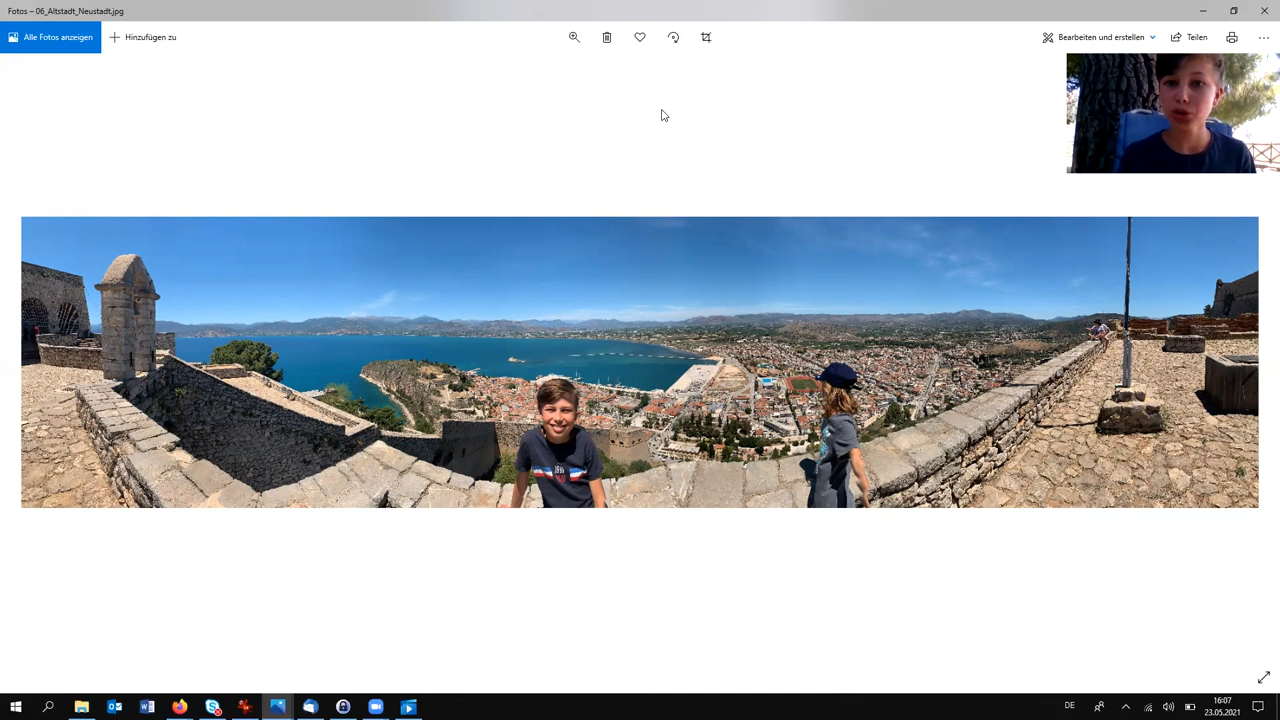 Fotos – 06_Altstadt_Neustadt.jpg
Alle Fotos anzeigen
Hinzufügen zu
Bearbeiten und erstellen
Teilen
DE
16:07
23.05.2021